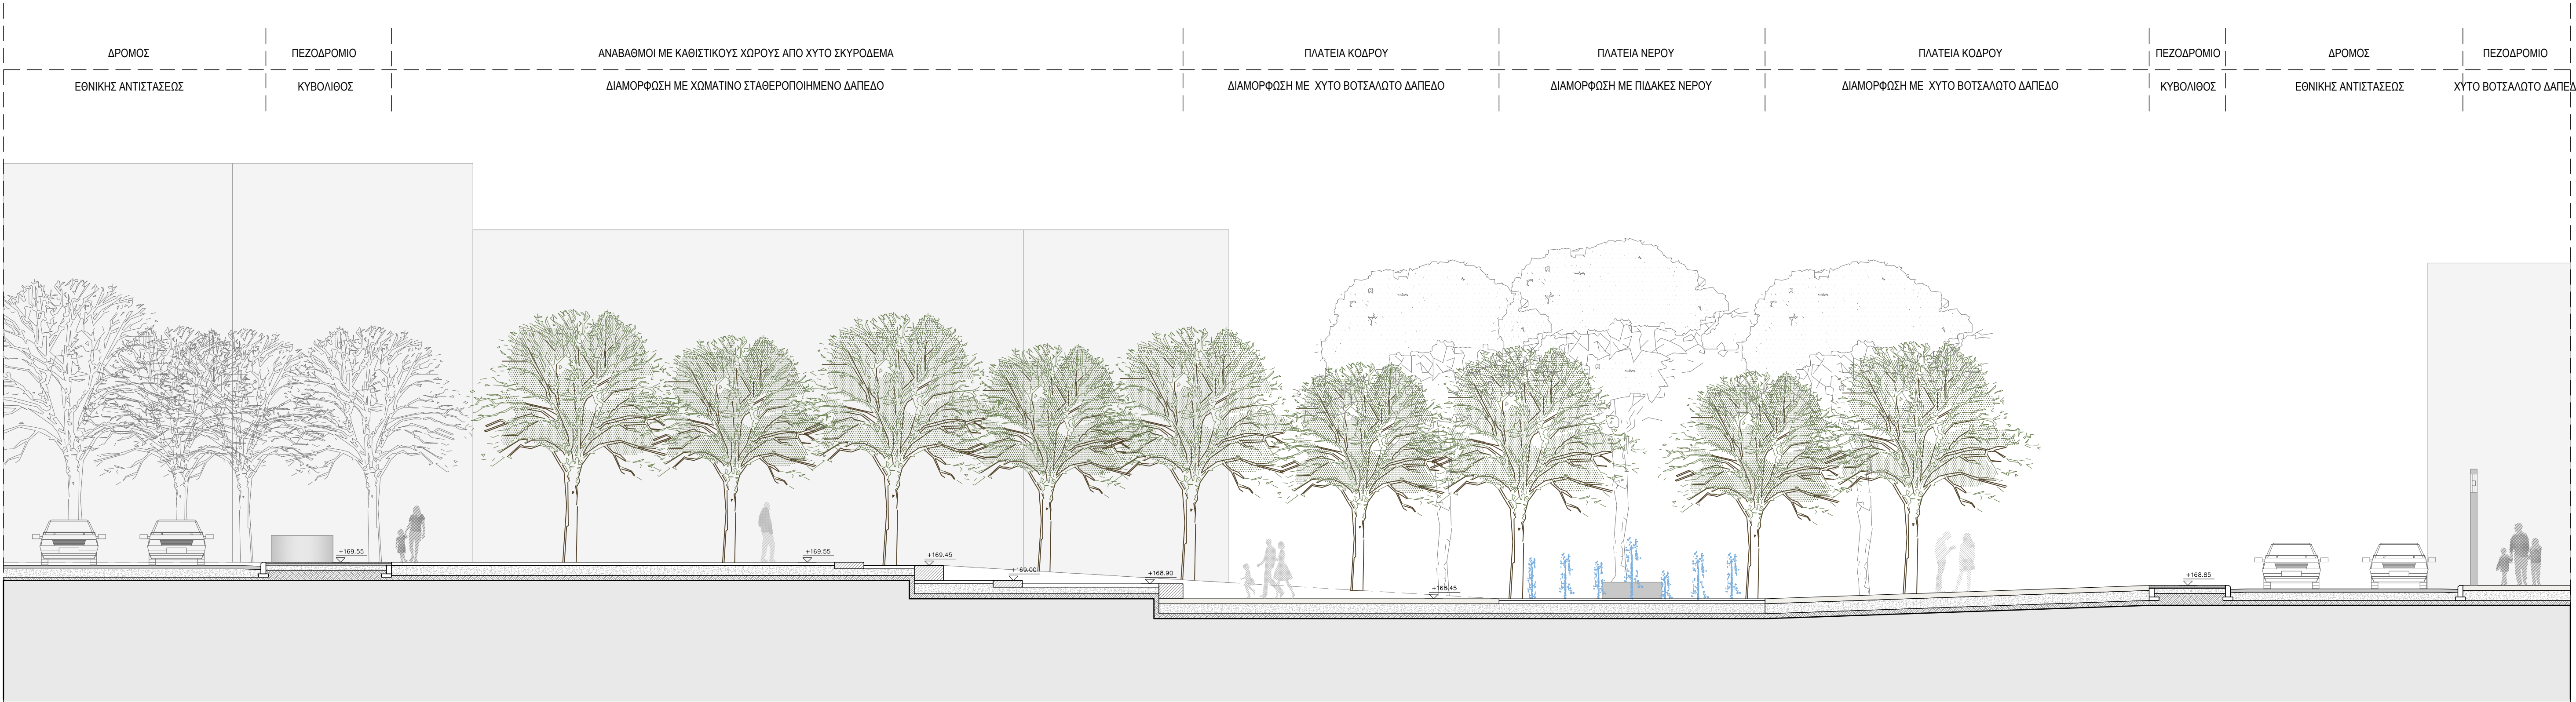 ΔΡΟΜΟΣ
ΠΕΖΟΔΡΟΜΙΟ
ΑΝΑΒΑΘΜΟΙ ΜΕ ΚΑΘΙΣΤΙΚΟΥΣ ΧΩΡΟΥΣ ΑΠΟ ΧΥΤΟ ΣΚΥΡΟΔΕΜΑ
ΠΛΑΤΕΙΑ ΚΟΔΡΟΥ
ΠΛΑΤΕΙΑ ΝΕΡΟΥ
ΠΛΑΤΕΙΑ ΚΟΔΡΟΥ
ΠΕΖΟΔΡΟΜΙΟ
ΔΡΟΜΟΣ
ΠΕΖΟΔΡΟΜΙΟ
ΕΘΝΙΚΗΣ ΑΝΤΙΣΤΑΣΕΩΣ
ΚΥΒΟΛΙΘΟΣ
ΔΙΑΜΟΡΦΩΣΗ ΜΕ ΧΩΜΑΤΙΝΟ ΣΤΑΘΕΡΟΠΟΙΗΜΕΝΟ ΔΑΠΕΔΟ
ΔΙΑΜΟΡΦΩΣΗ ΜΕ ΧΥΤΟ ΒΟΤΣΑΛΩΤΟ ΔΑΠΕΔΟ
ΔΙΑΜΟΡΦΩΣΗ ΜΕ ΠΙΔΑΚΕΣ ΝΕΡΟΥ
ΔΙΑΜΟΡΦΩΣΗ ΜΕ ΧΥΤΟ ΒΟΤΣΑΛΩΤΟ ΔΑΠΕΔΟ
ΚΥΒΟΛΙΘΟΣ
ΕΘΝΙΚΗΣ ΑΝΤΙΣΤΑΣΕΩΣ
ΧΥΤΟ ΒΟΤΣΑΛΩΤΟ ΔΑΠΕΔ
+169.55
+169.55
+169.45
+169.00
+168.90
+168.45
+168.85